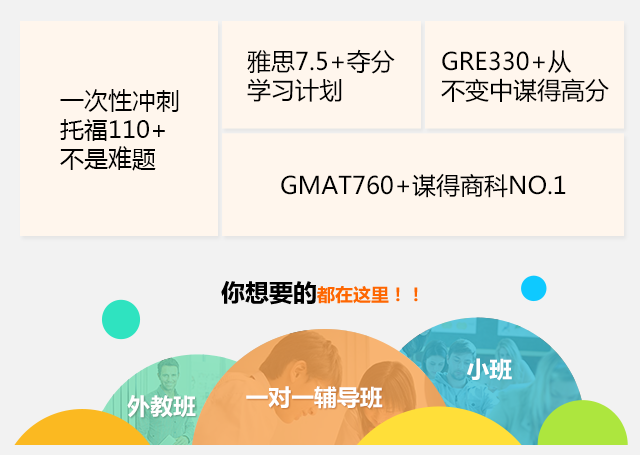 一次性冲刺
托福110+
不是难题
雅思7.5+夺分
学习计划
GRE330+从
不变中谋得高分
GMAT760+谋得商科NO.1
你想要的都在这里！！
外教班
一对一辅导班
小班